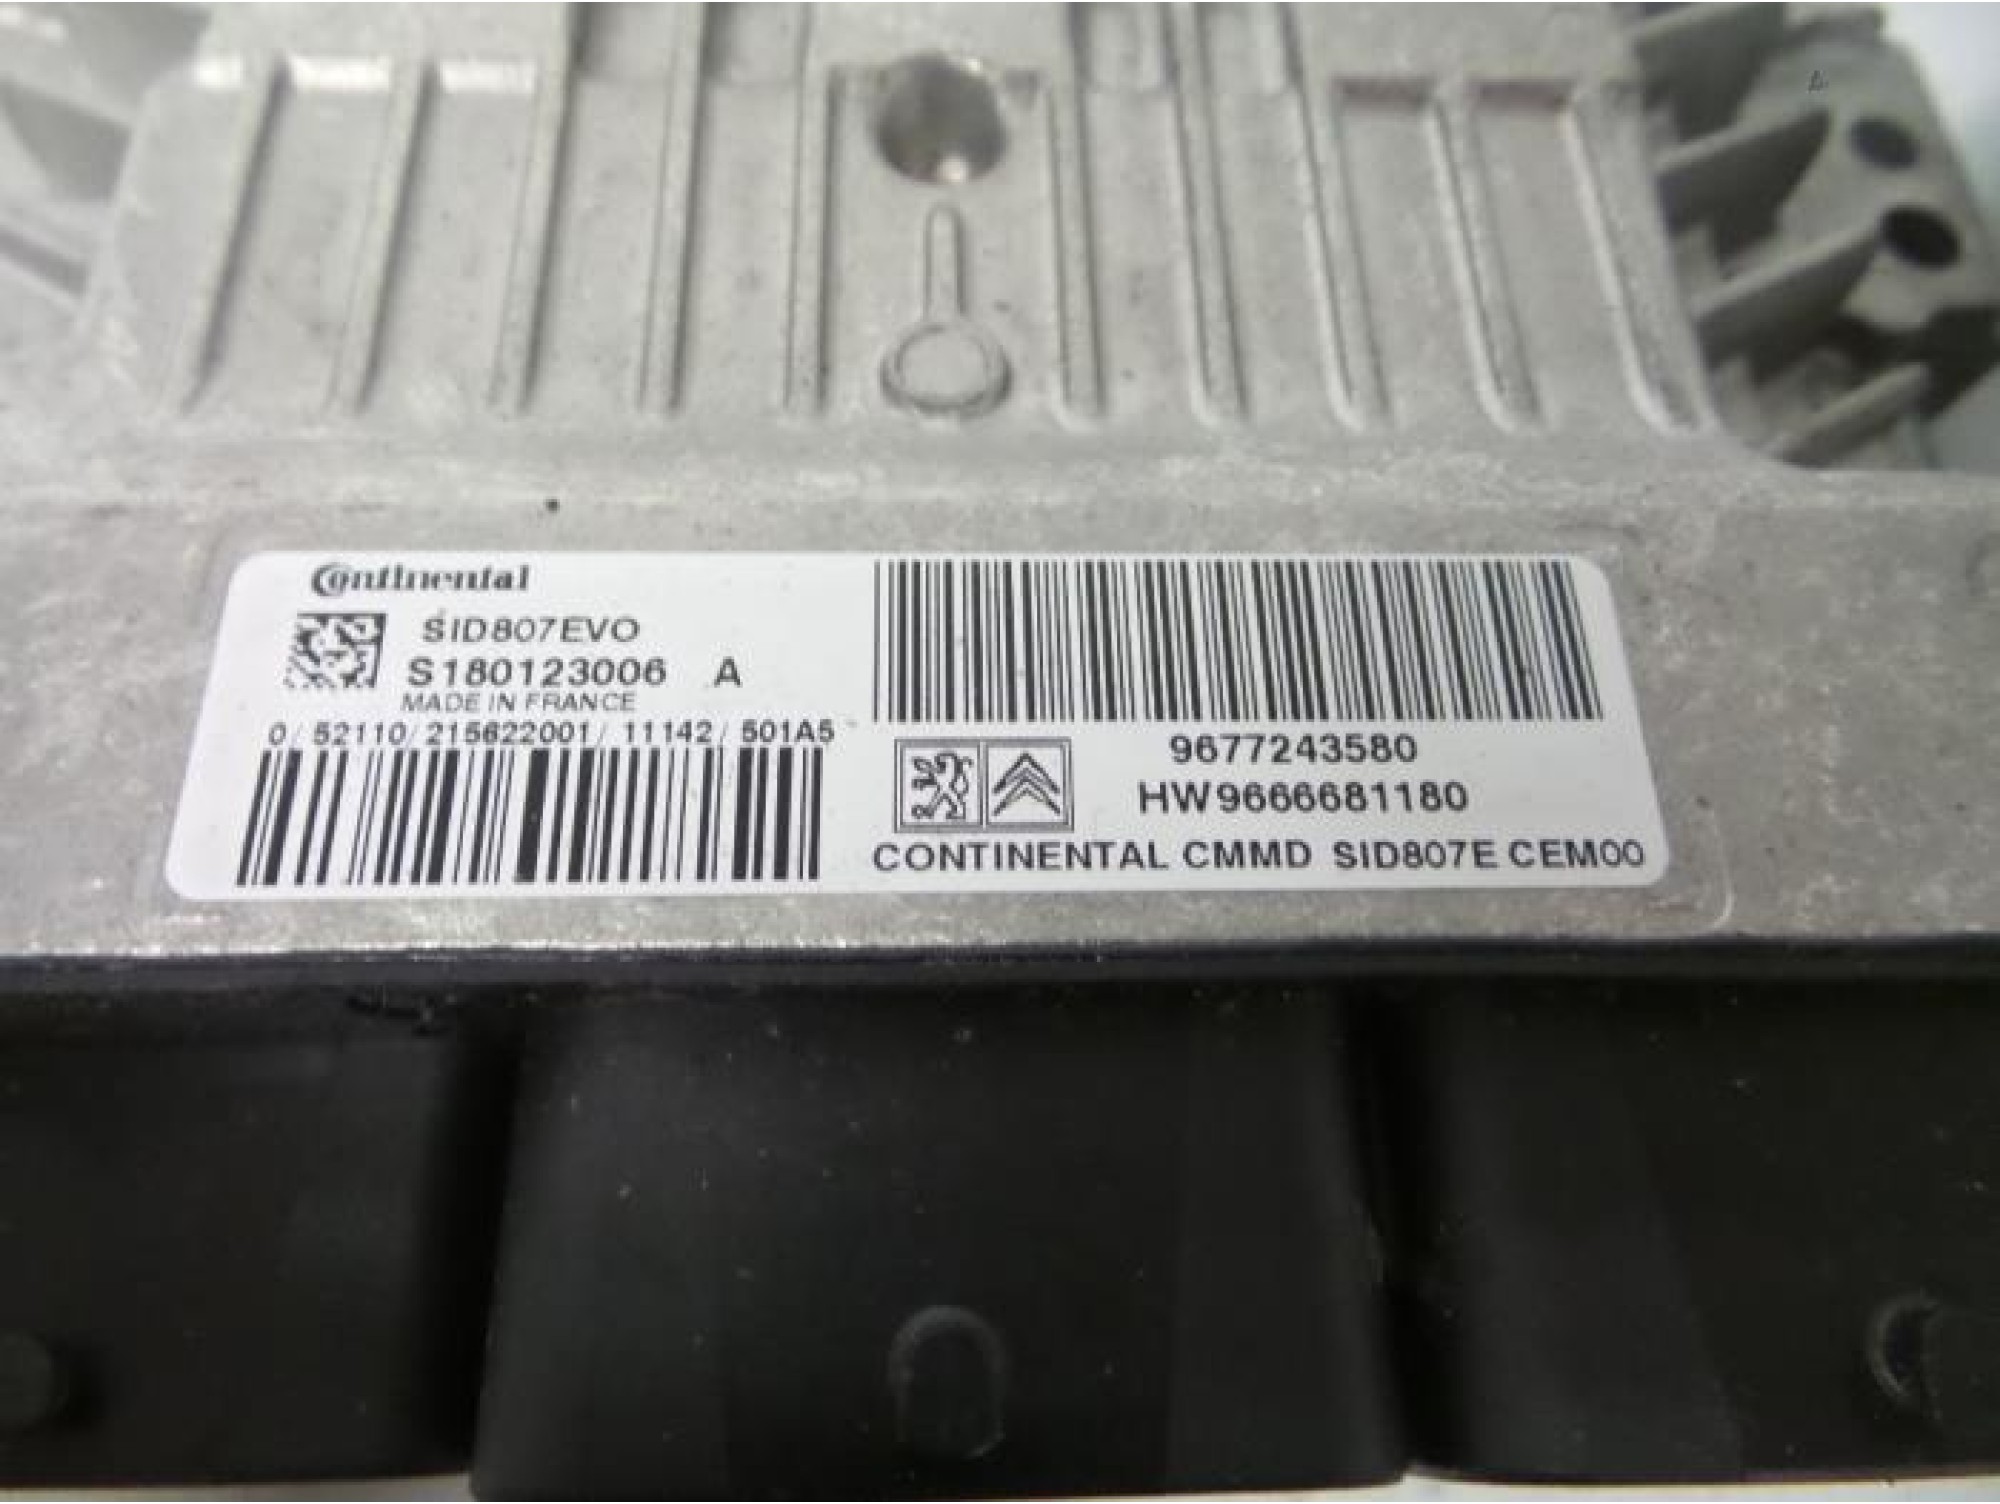 Continental
SID807EVO
S180123006 A
MADE IN FRANCE
0/52110/215622001/11142/501A5
9677243580
HW9666681180
CONTINENTAL CMMD SID807E CEM00